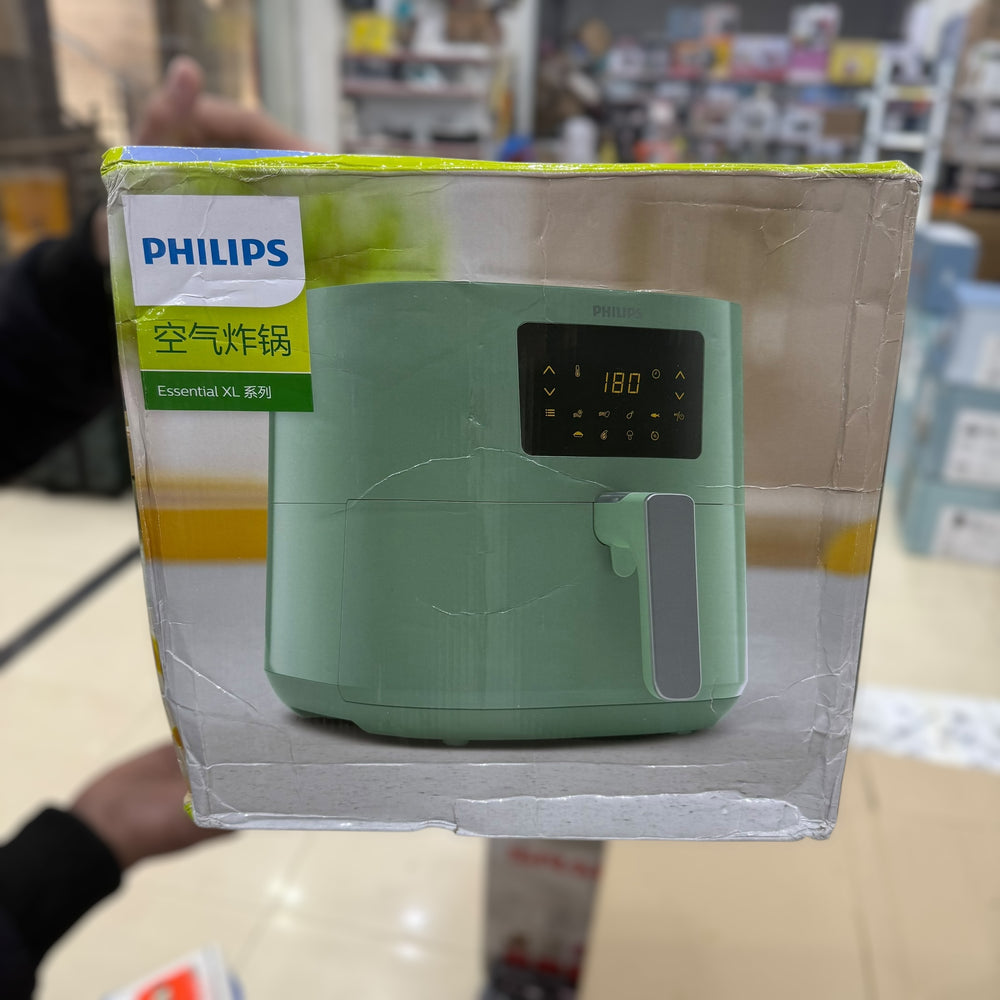 PHILIPS
空气炸锅
Essential XL 系列
PHILIPS
180